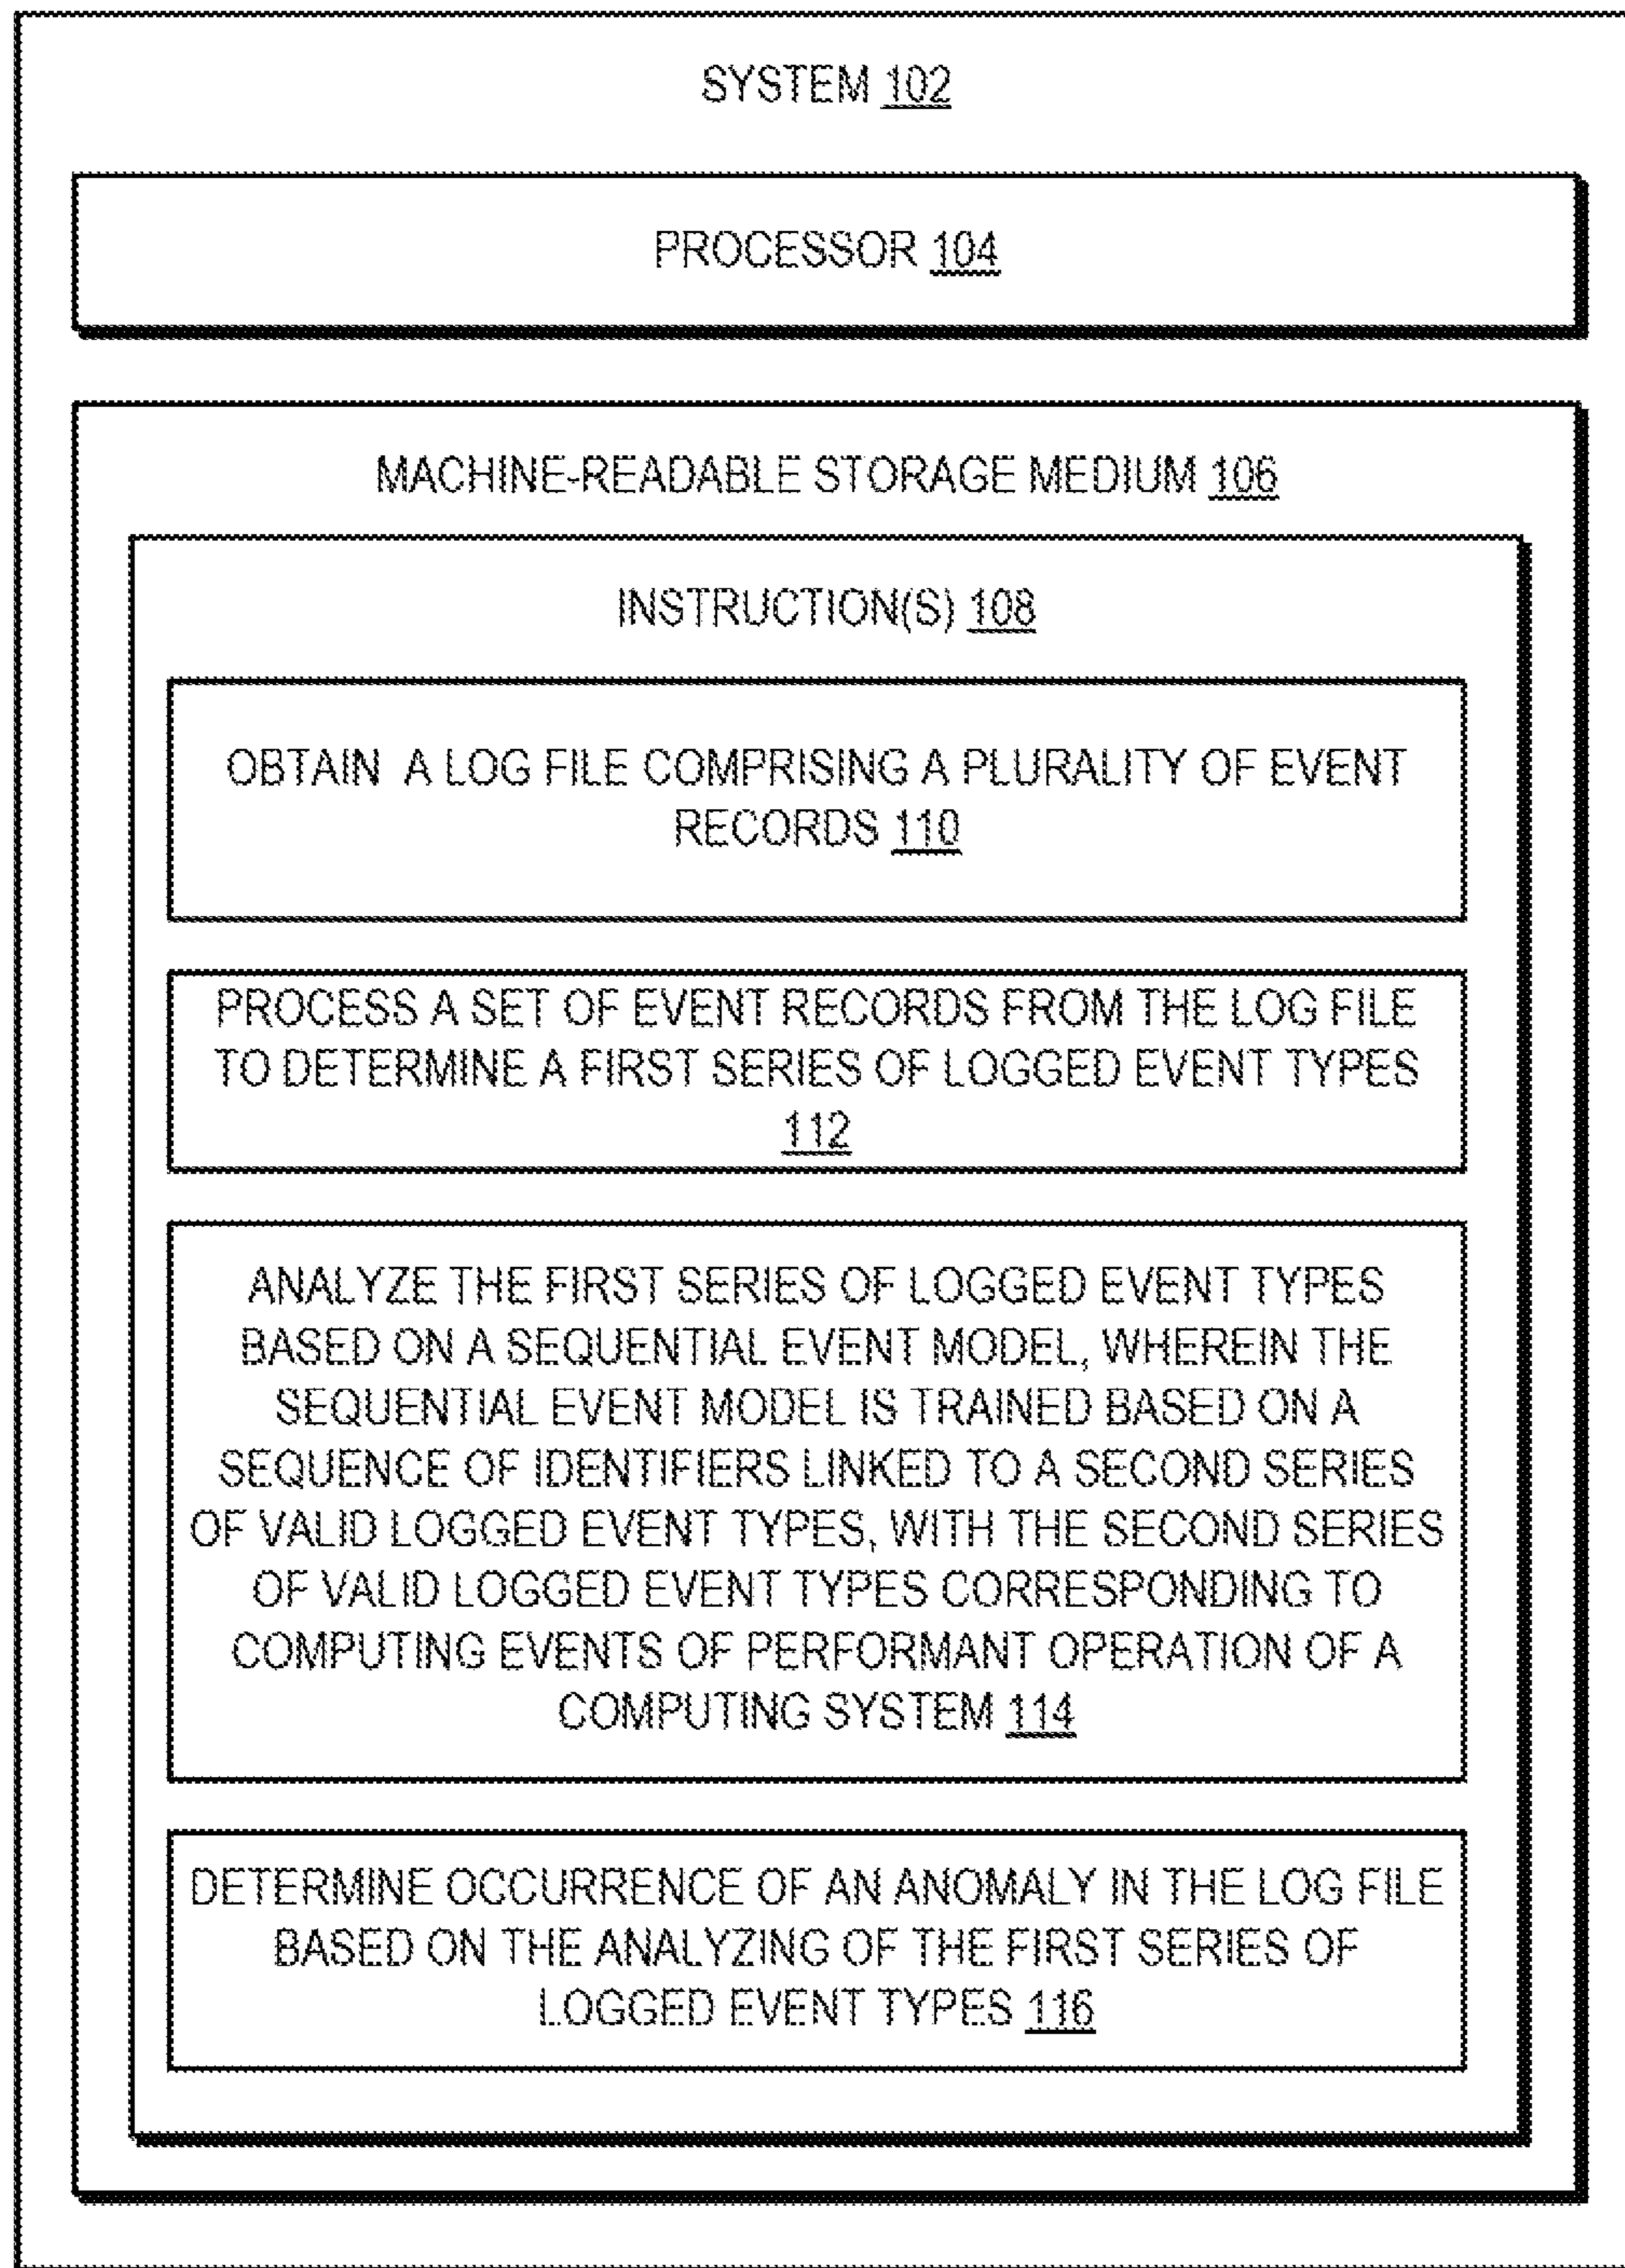 SYSTEM 102
PROCESSOR 104
MACHINE-READABLE STORAGE MEDIUM 106
INSTRUCTION(S) 108
OBTAIN A LOG FILE COMPRISING A PLURALITY OF EVENT
RECORDS 110
PROCESS A SET OF EVENT RECORDS FROM THE LOG FILE
TO DETERMINE A FIRST SERIES OF LOGGED EVENT TYPES
112
ANALYZE THE FIRST SERIES OF LOGGED EVENT TYPES
BASED ON A SEQUENTIAL EVENT MODEL, WHEREIN THE
SEQUENTIAL EVENT MODEL IS TRAINED BASED ON A
SEQUENCE OF IDENTIFIERS LINKED TO A SECOND SERIES
OF VALID LOGGED EVENT TYPES, WITH THE SECOND SERIES
OF VALID LOGGED EVENT TYPES CORRESPONDING TO
COMPUTING EVENTS OF PERFORMANT OPERATION OF A
COMPUTING SYSTEM 114
DETERMINE OCCURRENCE OF AN ANOMALY IN THE LOG FILE
BASED ON THE ANALYZING OF THE FIRST SERIES OF
LOGGED EVENT TYPES 116